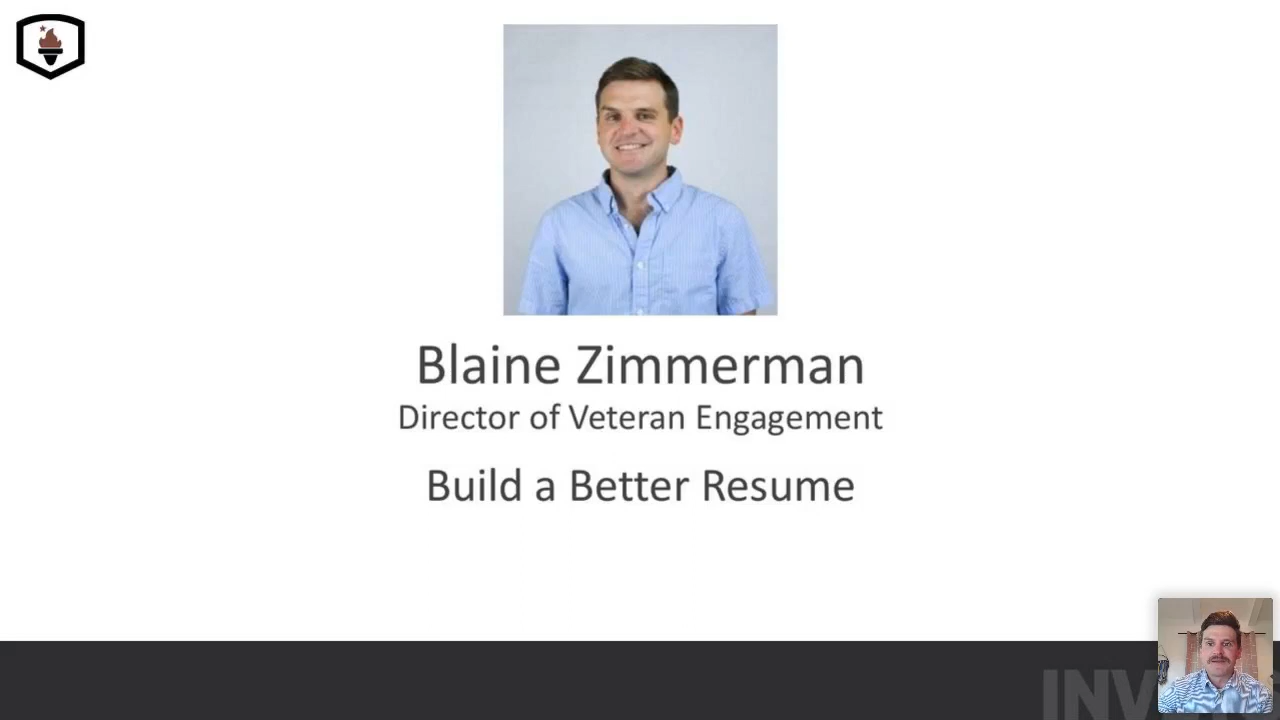 Blaine Zimmerman
Director of Veteran Engagement
Build a Better Resume